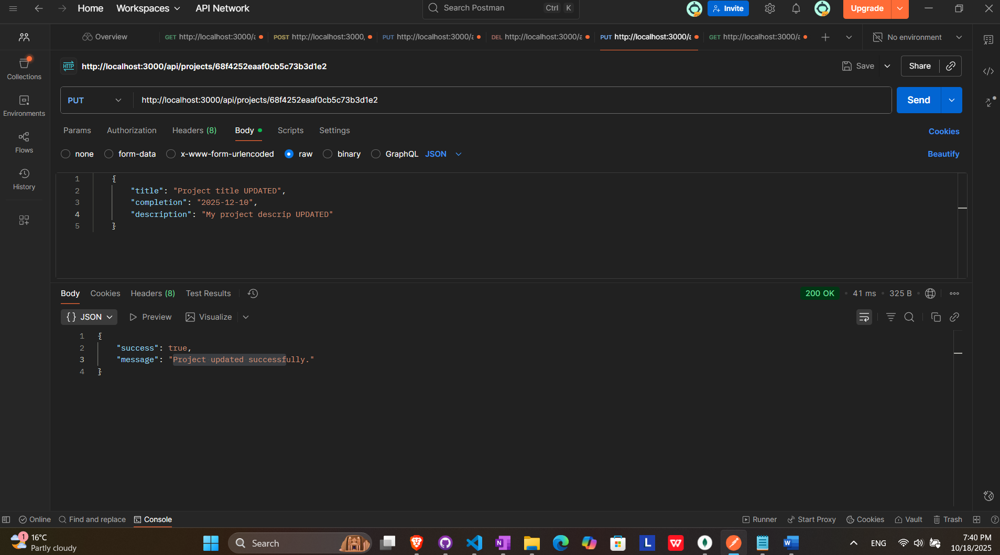 Home Workspaces API Network Search Postman Ctrl K Invite Upgrade
Overview GET http://localhost:3000/a POST http://localhost:3000, PUT http://localhost:3000/a DEL http://localhost:3000/a PUT http://localhost:3000/a GET http://localhost:3000/a No environment
Collections
Environments
Flows
History
HTTP http://localhost:3000/api/projects/68f4252eaaf0cb5c73b3d1e2 Save Share
PUT http://localhost:3000/api/projects/68f4252eaaf0cb5c73b3d1e2 Send
Params Authorization Headers (8) Body Scripts Settings Cookies
none form-data x-www-form-urlencoded raw binary GraphQL JSON Beautify
1 {
2 "title": "Project title UPDATED",
3 "completion": "2025-12-10",
4 "description": "My project descrip UPDATED"
5 }
Body Cookies Headers (8) Test Results 200 OK 41 ms 325 B
{} JSON Preview Visualize
1 {
2 "success": true,
3 "message": "Project updated successfully."
4 }
Online Find and replace Console Runner Start Proxy Cookies Vault Trash
1 16°C
Partly cloudy
Search
L
W
N
W
ENG
7:40 PM
10/18/2025